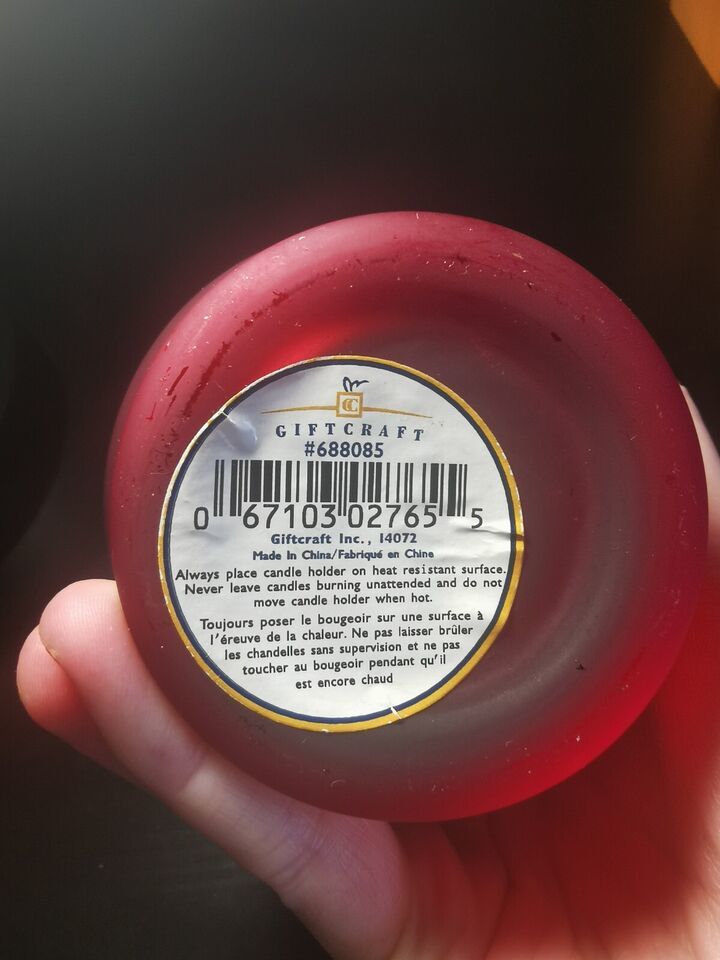 GC
GIFTCRAFT
#688085
0 67103 02765 5
Giftcraft Inc., 14072
Made In China/Fabriqué en Chine
Always place candle holder on heat resistant surface.
Never leave candles burning unattended and do not
move candle holder when hot.
Toujours poser le bougeoir sur une surface à
l'éreuve de la chaleur. Ne pas laisser brûler
les chandelles sans supervision et ne pas
toucher au bougeoir pendant qu'il
est encore chaud